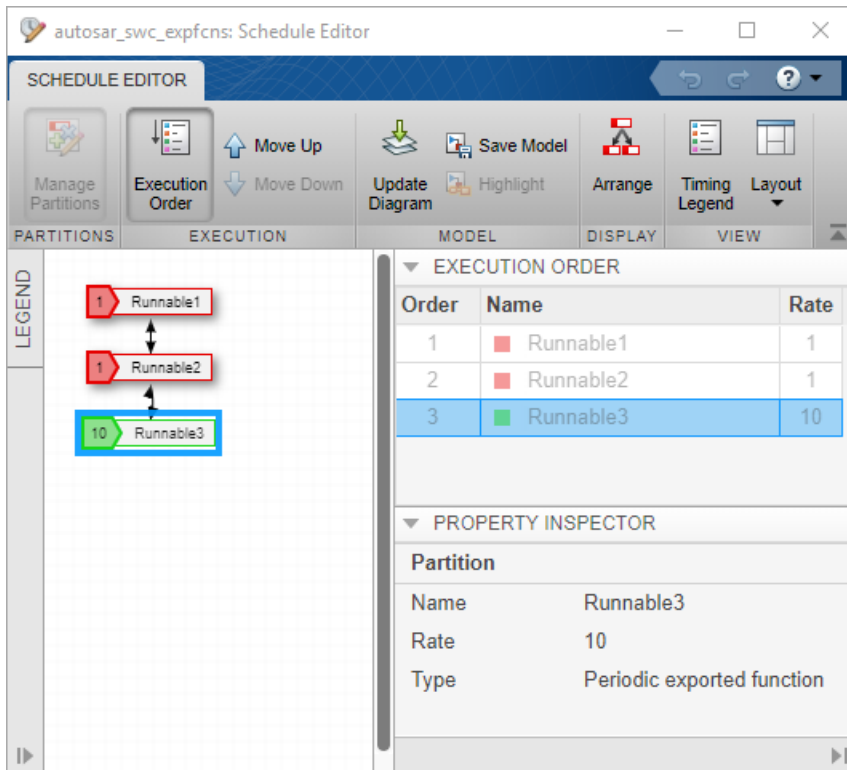 autosar_swc_expfcns: Schedule Editor
SCHEDULE EDITOR
?
Manage Partitions
Execution Order
Move Up
Move Down
Update Diagram
Save Model
Highlight
Arrange
Timing Legend
Layout
PARTITIONS EXECUTION MODEL DISPLAY VIEW
LEGEND
1 Runnable1
1 Runnable2
10 Runnable3
EXECUTION ORDER
Order Name Rate
1 Runnable1 1
2 Runnable2 1
3 Runnable3 10
PROPERTY INSPECTOR
Partition
Name Runnable3
Rate 10
Type Periodic exported function